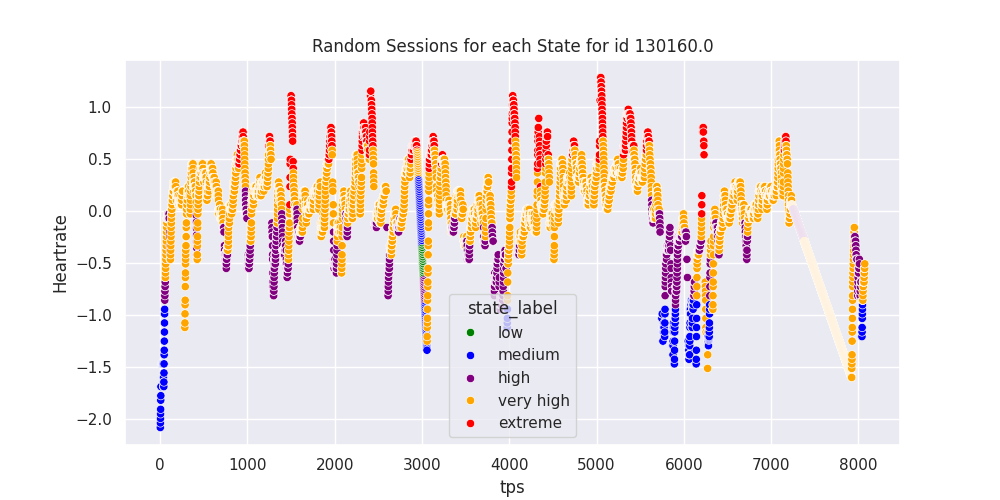 Random Sessions for each State for id 130160.0
Heartrate
1.0
0.5
0.0
−0.5
−1.0
−1.5
−2.0
state_label
low
medium
high
very high
extreme
0 1000 2000 3000 4000 5000 6000 7000 8000
tps